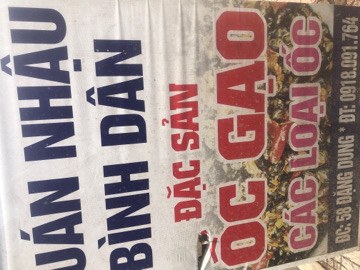 UÁN NHẬU
BÌNH DÂN
ĐẶC SẢN
ỐC GẠO
CÁC LOẠI ỐC
ĐC: 58 ĐẶNG DUNG * ĐT: 0918.091.764